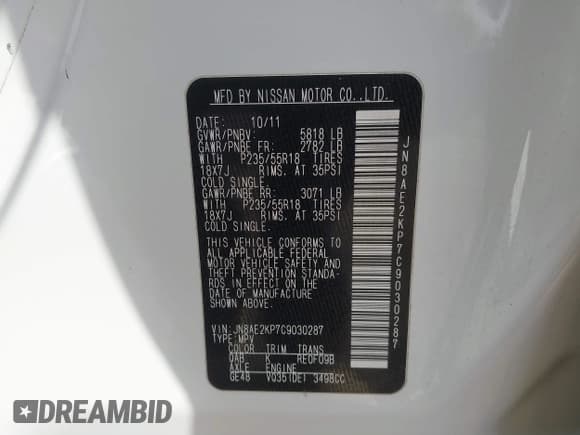 MFD BY NISSAN MOTOR CO.,LTD.
DATE: 10/11
GVWR/PNBV: 5818 LB
GAWR/PNBE FR: 2782 LB
WITH P235/55R18 TIRES
18X7J RIMS. AT 35PSI
COLD SINGLE.
GAWR/PNBE RR: 3071 LB
WITH P235/55R18 TIRES
18X7J RIMS. AT 35PSI
COLD SINGLE.
THIS VEHICLE CONFORMS TO
ALL APPLICABLE FEDERAL
MOTOR VEHICLE SAFETY AND
THEFT PREVENTION STANDA-
RDS IN EFFECT ON THE
DATE OF MANUFACTURE
SHOWN ABOVE.
VIN: JN8AE2KP7C9030287
TYPE: MPV
COLOR TRIM TRANS
QAB K RE0F09B
AXLE ENGINE
GE48 VQ35(DE) 3498CC
JN8AE2KP7C9030287
DREAMBID